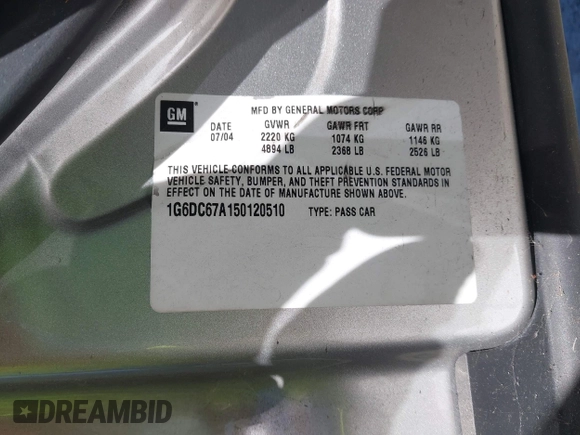 GM
MFD BY GENERAL MOTORS CORP
DATE GVWR GAWR FRT GAWR RR
07/04 2220 KG 1074 KG 1146 KG
4894 LB 2368 LB 2526 LB
THIS VEHICLE CONFORMS TO ALL APPLICABLE U.S. FEDERAL MOTOR
VEHICLE SAFETY, BUMPER, AND THEFT PREVENTION STANDARDS IN
EFFECT ON THE DATE OF MANUFACTURE SHOWN ABOVE.
1G6DC67A150120510 TYPE: PASS CAR
DREAMBID